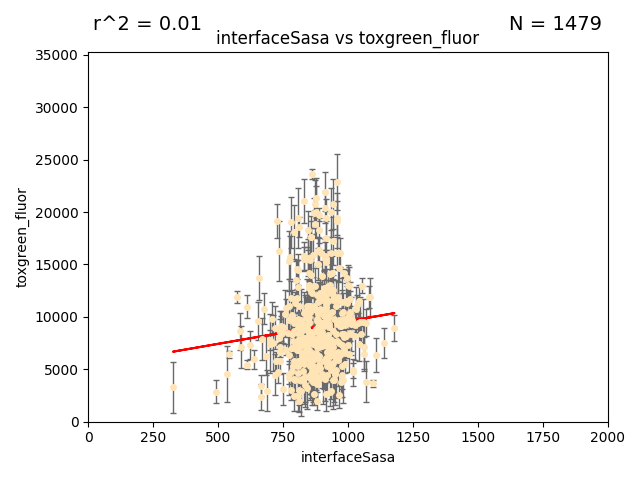 r^2 = 0.01
N = 1479
interfaceSasa vs toxgreen_fluor
35000
30000
25000
20000
15000
10000
5000
0
toxgreen_fluor
0 250 500 750 1000 1250 1500 1750 2000
interfaceSasa